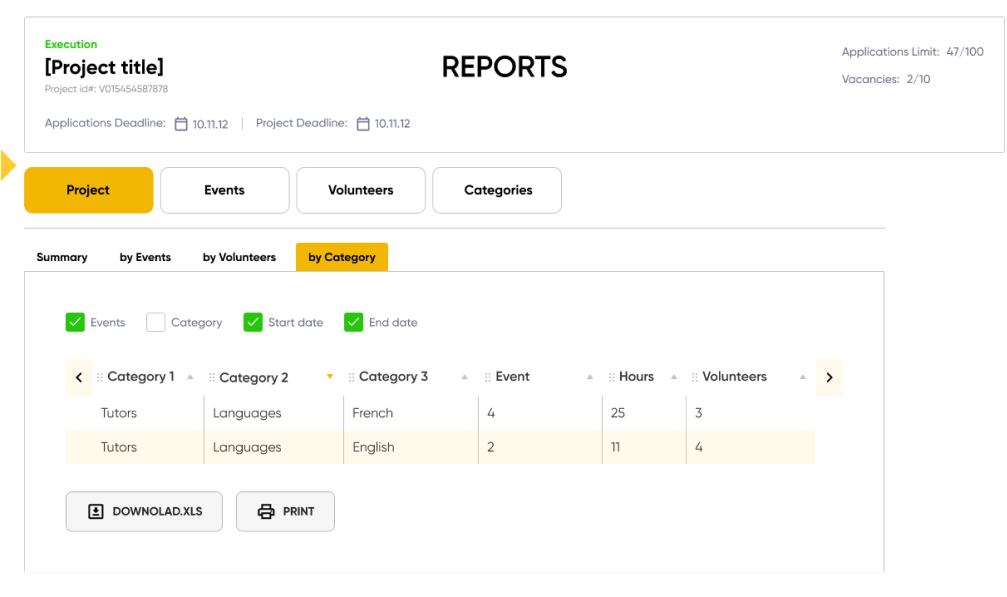 Execution
[Project title]
Project id#: V015454587878
REPORTS
Applications Limit: 47/100
Vacancies: 2/10
Applications Deadline: 10.11.12 | Project Deadline: 10.11.12
Project Events Volunteers Categories
Summary by Events by Volunteers by Category
Events Category Start date End date
Category 1 Category 2 Category 3 Event Hours Volunteers
Tutors Languages French 4 25 3
Tutors Languages English 2 11 4
DOWNOLAD.XLS PRINT